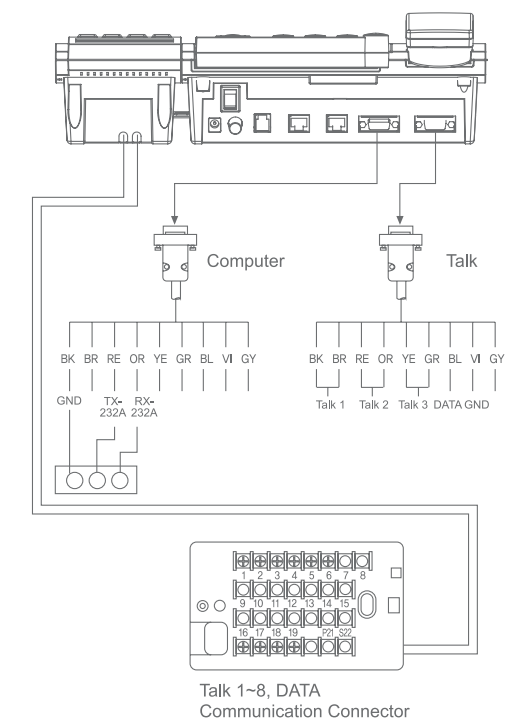 Computer
Talk
BK BR RE OR YE GR BL VI GY
BK BR RE OR YE GR BL VI GY
GND
TX-
232A
RX-
232A
Talk 1 Talk 2 Talk 3 DATA GND
1 2 3 4 5 6 7 8
9 10 11 12 13 14 15
16 17 18 19 P21 S22
Talk 1~8, DATA
Communication Connector